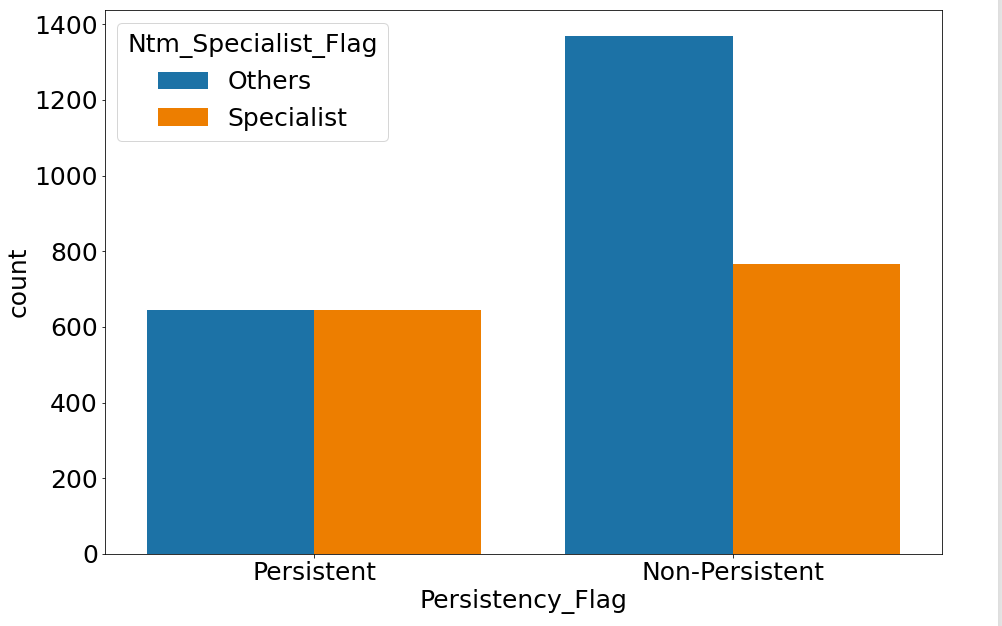 Ntm_Specialist_Flag
Others
Specialist
1400
1200
1000
800
600
400
200
0
count
Persistent
Non-Persistent
Persistency_Flag